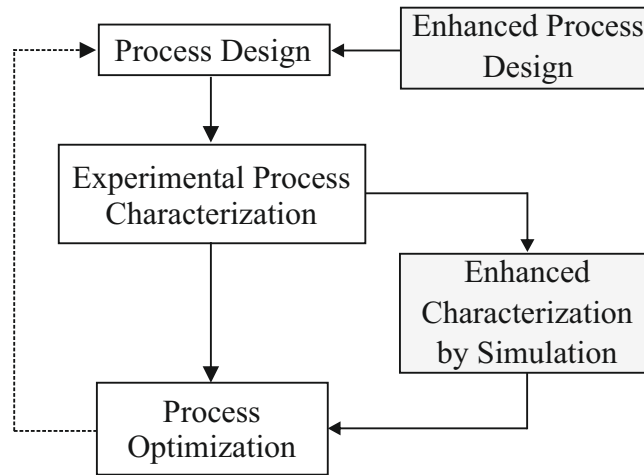 Process Design
Enhanced Process
Design
Experimental Process
Characterization
Enhanced
Characterization
by Simulation
Process
Optimization